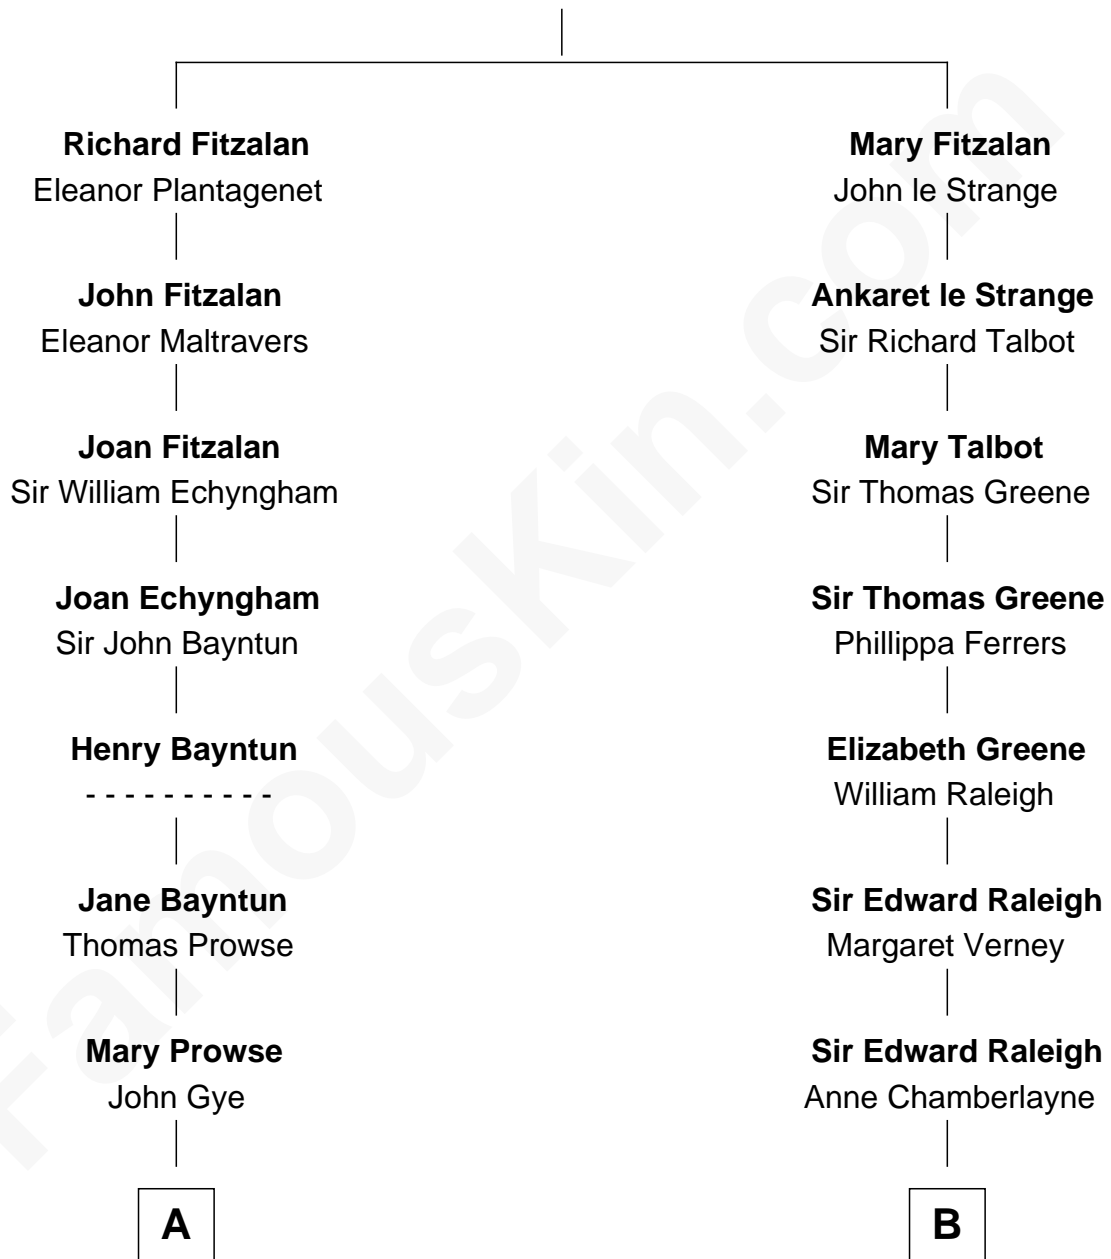 Richard Fitzalan
Eleanor Plantagenet
John Fitzalan
Eleanor Maltravers
Joan Fitzalan
Sir William Echyngham
Joan Echyngham
Sir John Bayntun
Henry Bayntun
- - - - - - - - - -
Jane Bayntun
Thomas Prowse
Mary Prowse
John Gye
A
Mary Fitzalan
John le Strange
Ankaret le Strange
Sir Richard Talbot
Mary Talbot
Sir Thomas Greene
Sir Thomas Greene
Phillippa Ferrers
Elizabeth Greene
William Raleigh
Sir Edward Raleigh
Margaret Verney
Sir Edward Raleigh
Anne Chamberlayne
B
FamousKin.com